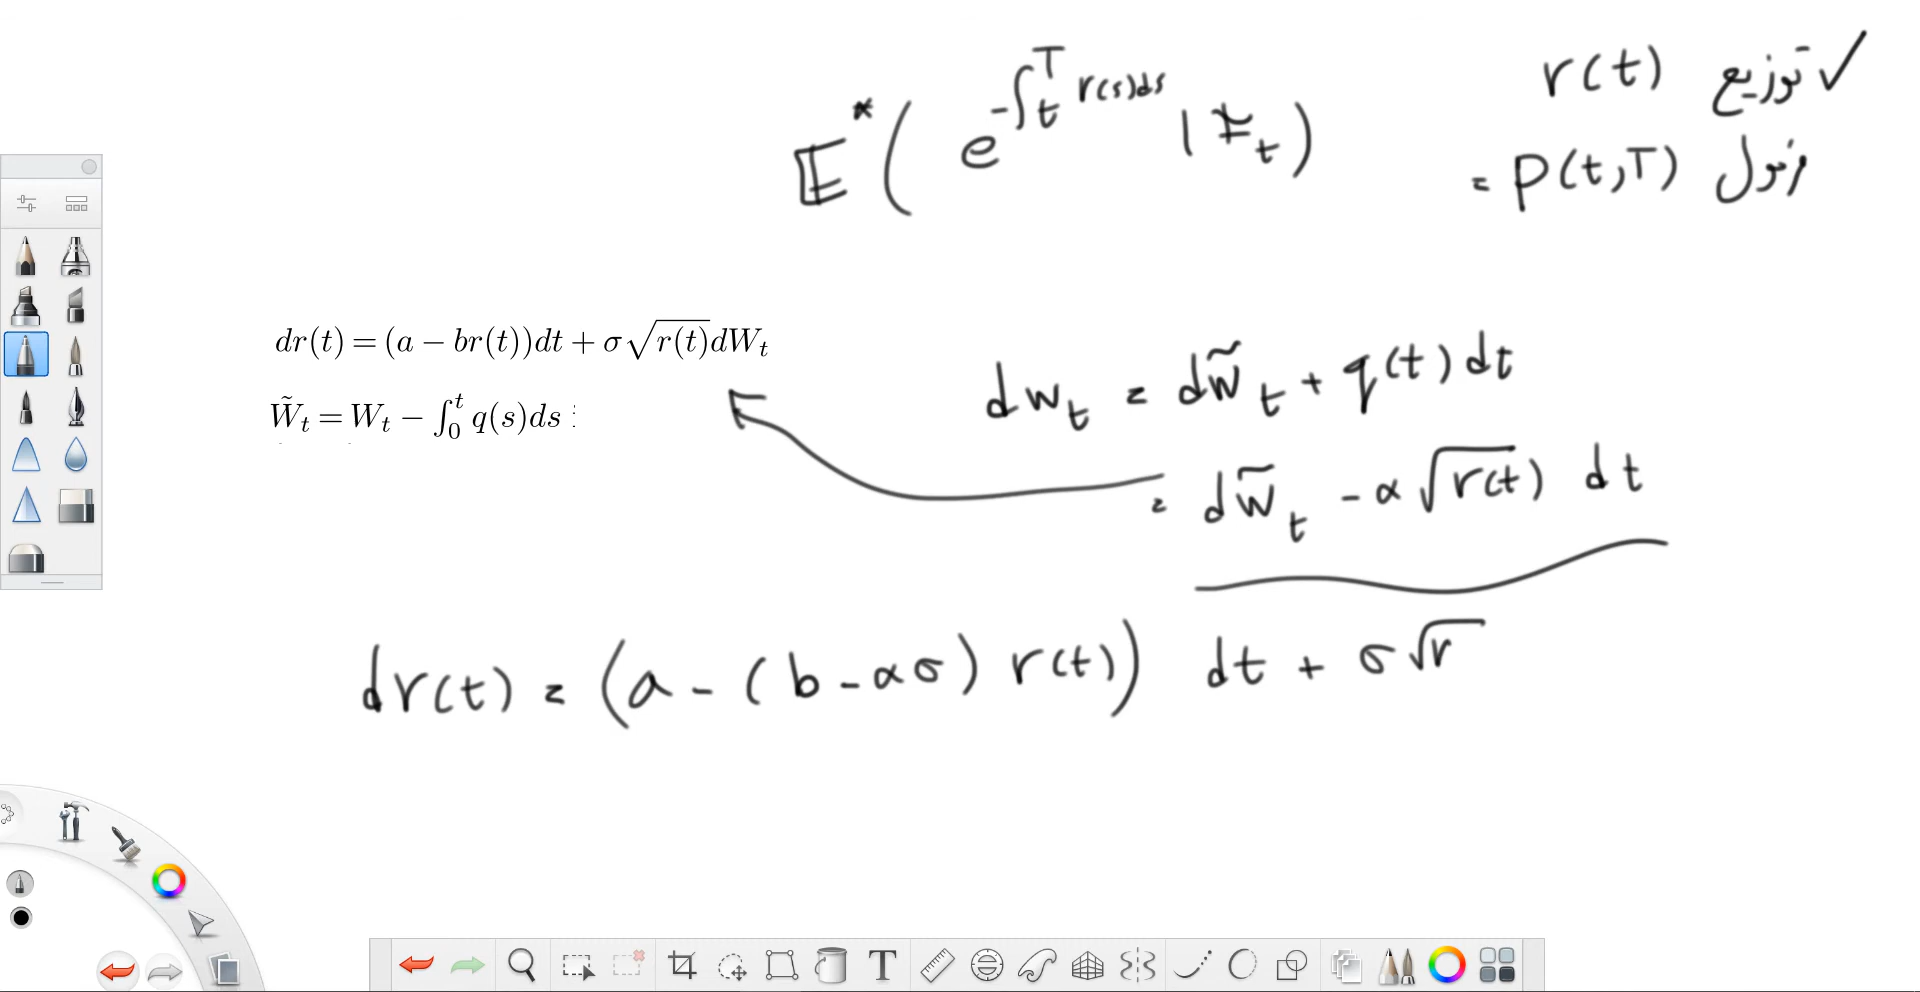 r(t) توزیع ✓
𝔼*( e^{-∫_t^T r(s)ds} | ℱ_t )
= P(t,T)
dr(t) = (a − br(t))dt + σ√r(t) dW_t
dw_t = dw̃_t + q(t)dt
W̃_t = W_t − ∫_0^t q(s)ds :
= dw̃_t - α√r(t) dt
dr(t) = (a - (b - ασ) r(t)) dt + σ√r
T